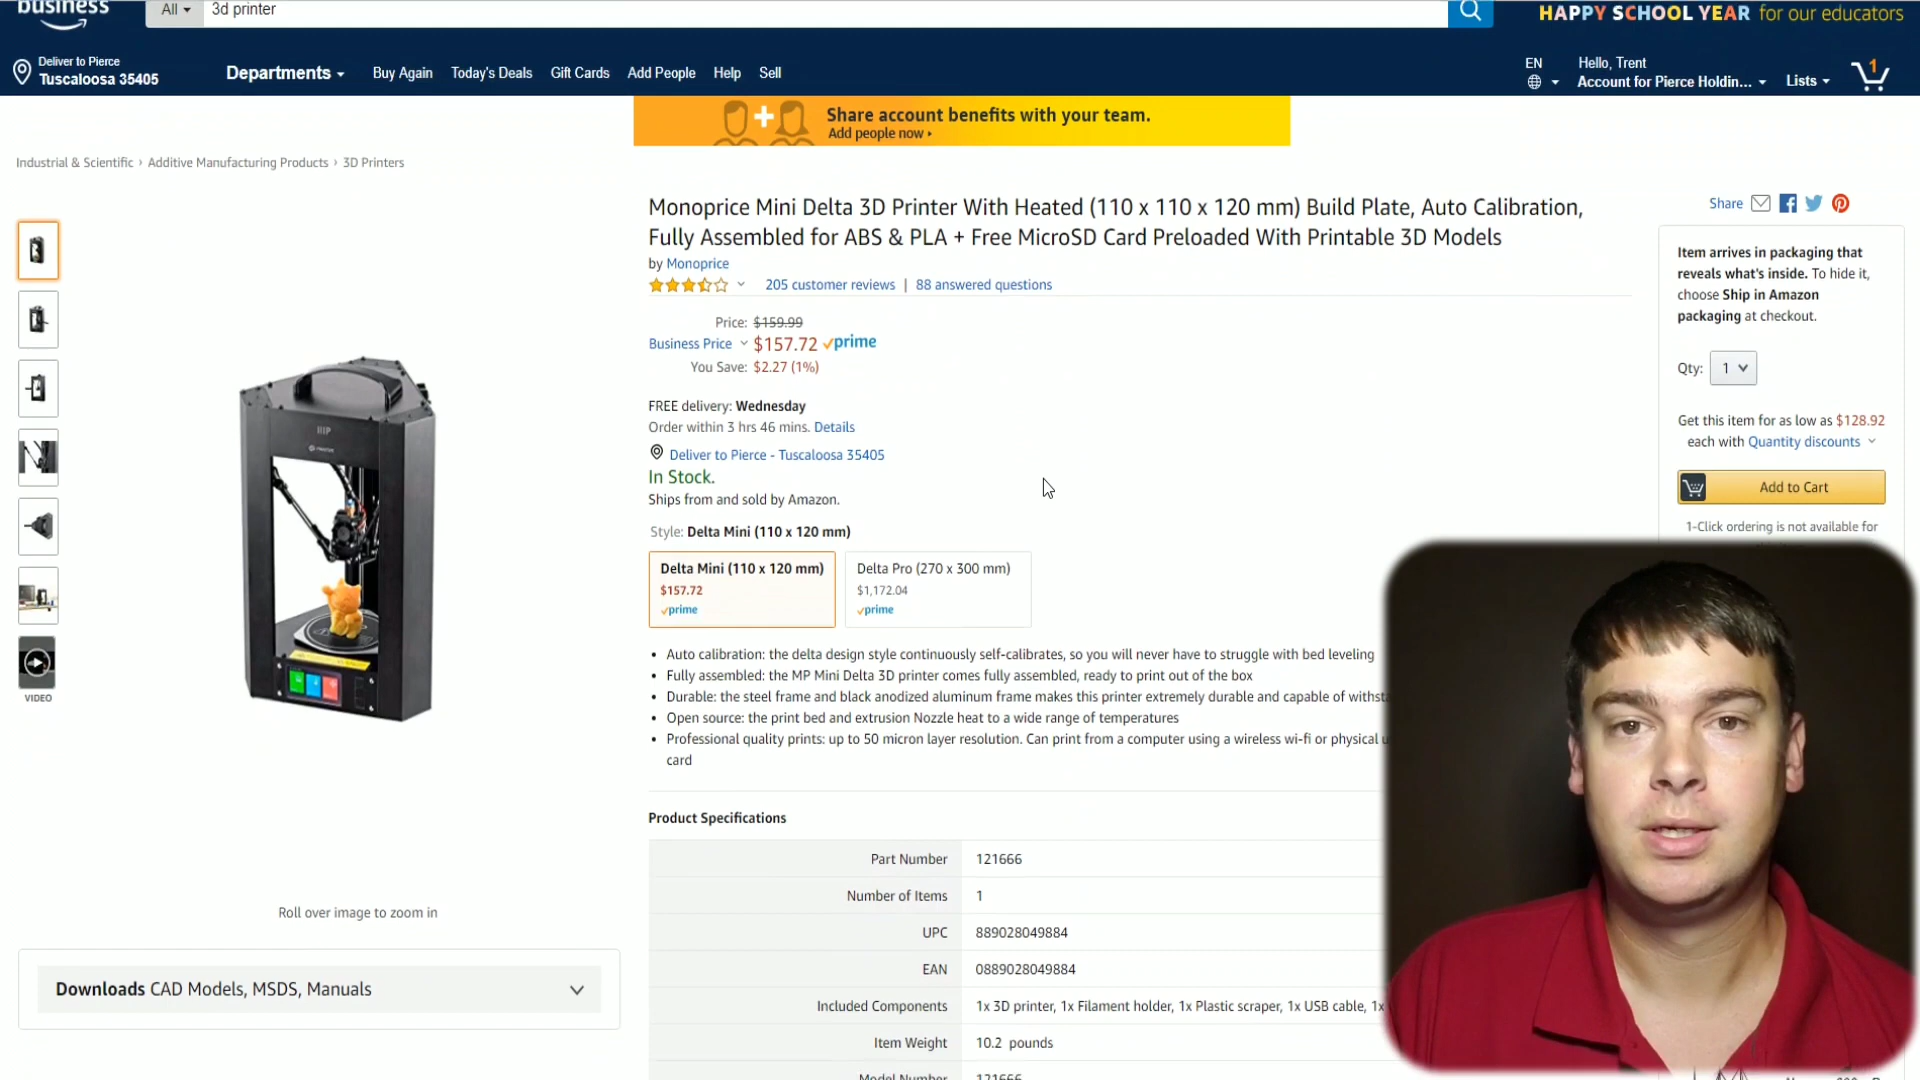 business
All
3d printer
HAPPY SCHOOL YEAR for our educators
Deliver to Pierce
Tuscaloosa 35405
Departments
Buy Again
Today's Deals
Gift Cards
Add People
Help
Sell
EN
Hello, Trent
Account for Pierce Holdin...
Lists
1
Share account benefits with your team.
Add people now ▸
Industrial & Scientific › Additive Manufacturing Products › 3D Printers
Monoprice Mini Delta 3D Printer With Heated (110 x 110 x 120 mm) Build Plate, Auto Calibration,
Fully Assembled for ABS & PLA + Free MicroSD Card Preloaded With Printable 3D Models
by Monoprice
205 customer reviews | 88 answered questions
Price: $159.99
Business Price $157.72 prime
You Save: $2.27 (1%)
FREE delivery: Wednesday
Order within 3 hrs 46 mins. Details
Deliver to Pierce - Tuscaloosa 35405
In Stock.
Ships from and sold by Amazon.
Style: Delta Mini (110 x 120 mm)
Delta Mini (110 x 120 mm)
$157.72
prime
Delta Pro (270 x 300 mm)
$1,172.04
prime
• Auto calibration: the delta design style continuously self-calibrates, so you will never have to struggle with bed leveling
• Fully assembled: the MP Mini Delta 3D printer comes fully assembled, ready to print out of the box
• Durable: the steel frame and black anodized aluminum frame makes this printer extremely durable and capable of withsta
• Open source: the print bed and extrusion Nozzle heat to a wide range of temperatures
• Professional quality prints: up to 50 micron layer resolution. Can print from a computer using a wireless wi-fi or physical u
card
Product Specifications
Part Number 121666
Number of Items 1
UPC 889028049884
EAN 0889028049884
Included Components 1x 3D printer, 1x Filament holder, 1x Plastic scraper, 1x USB cable, 1x
Item Weight 10.2 pounds
Model Number 121666
VIDEO
Roll over image to zoom in
Downloads CAD Models, MSDS, Manuals
Share
Item arrives in packaging that
reveals what's inside. To hide it,
choose Ship in Amazon
packaging at checkout.
Qty: 1
Get this item for as low as $128.92
each with Quantity discounts
Add to Cart
1-Click ordering is not available for